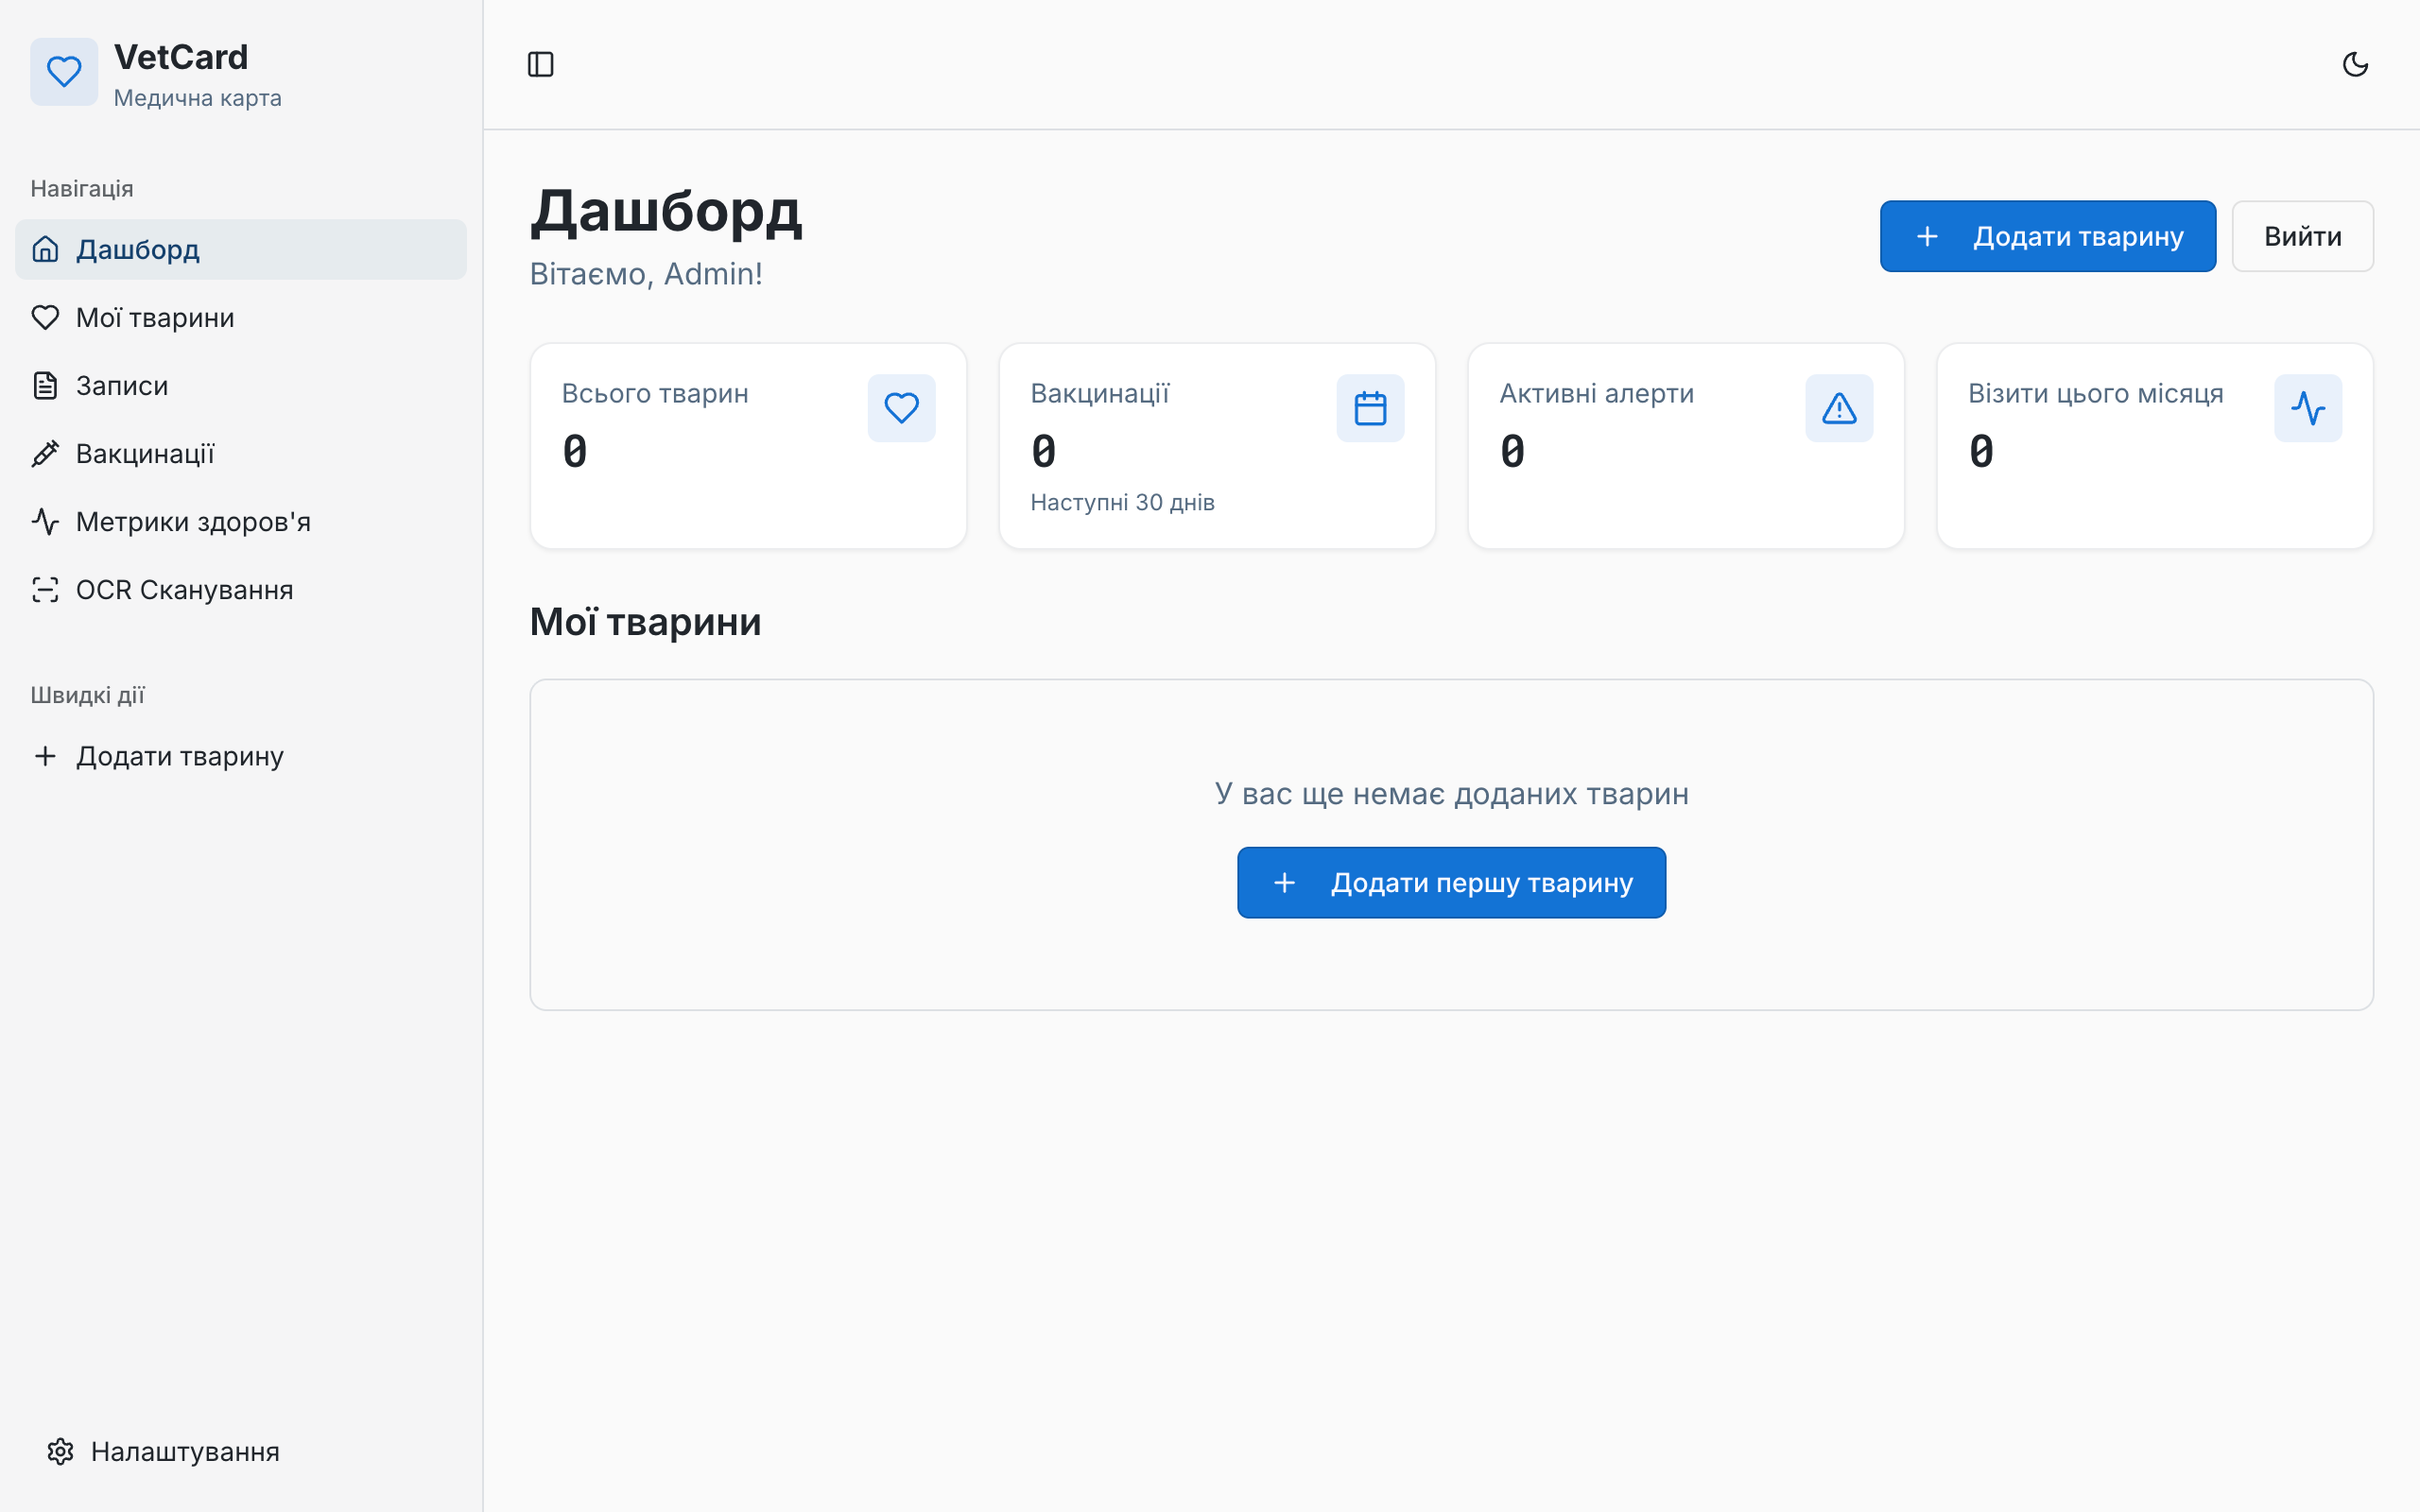 VetCard
Медична карта
Навігація
Дашборд
Мої тварини
Записи
Вакцинації
Метрики здоров'я
OCR Сканування
Швидкі дії
Додати тварину
Налаштування
Дашборд
Вітаємо, Admin!
Додати тварину
Вийти
Всього тварин
0
Вакцинації
0
Наступні 30 днів
Активні алерти
0
Візити цього місяця
0
Мої тварини
У вас ще немає доданих тварин
Додати першу тварину